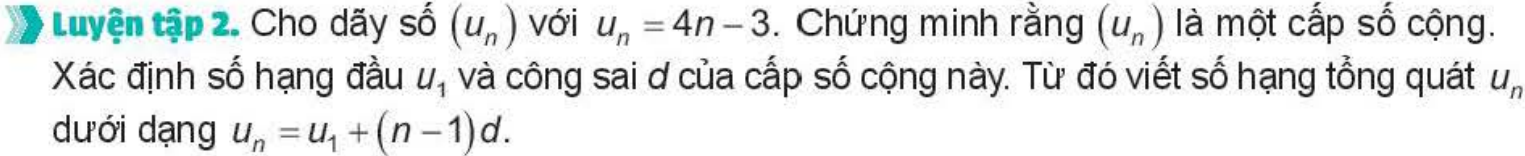 Luyện tập 2. Cho dãy số (uₙ) với uₙ = 4n – 3. Chứng minh rằng (uₙ) là một cấp số cộng.
Xác định số hạng đầu u₁ và công sai d của cấp số cộng này. Từ đó viết số hạng tổng quát uₙ
dưới dạng uₙ = u₁ + (n – 1)d.